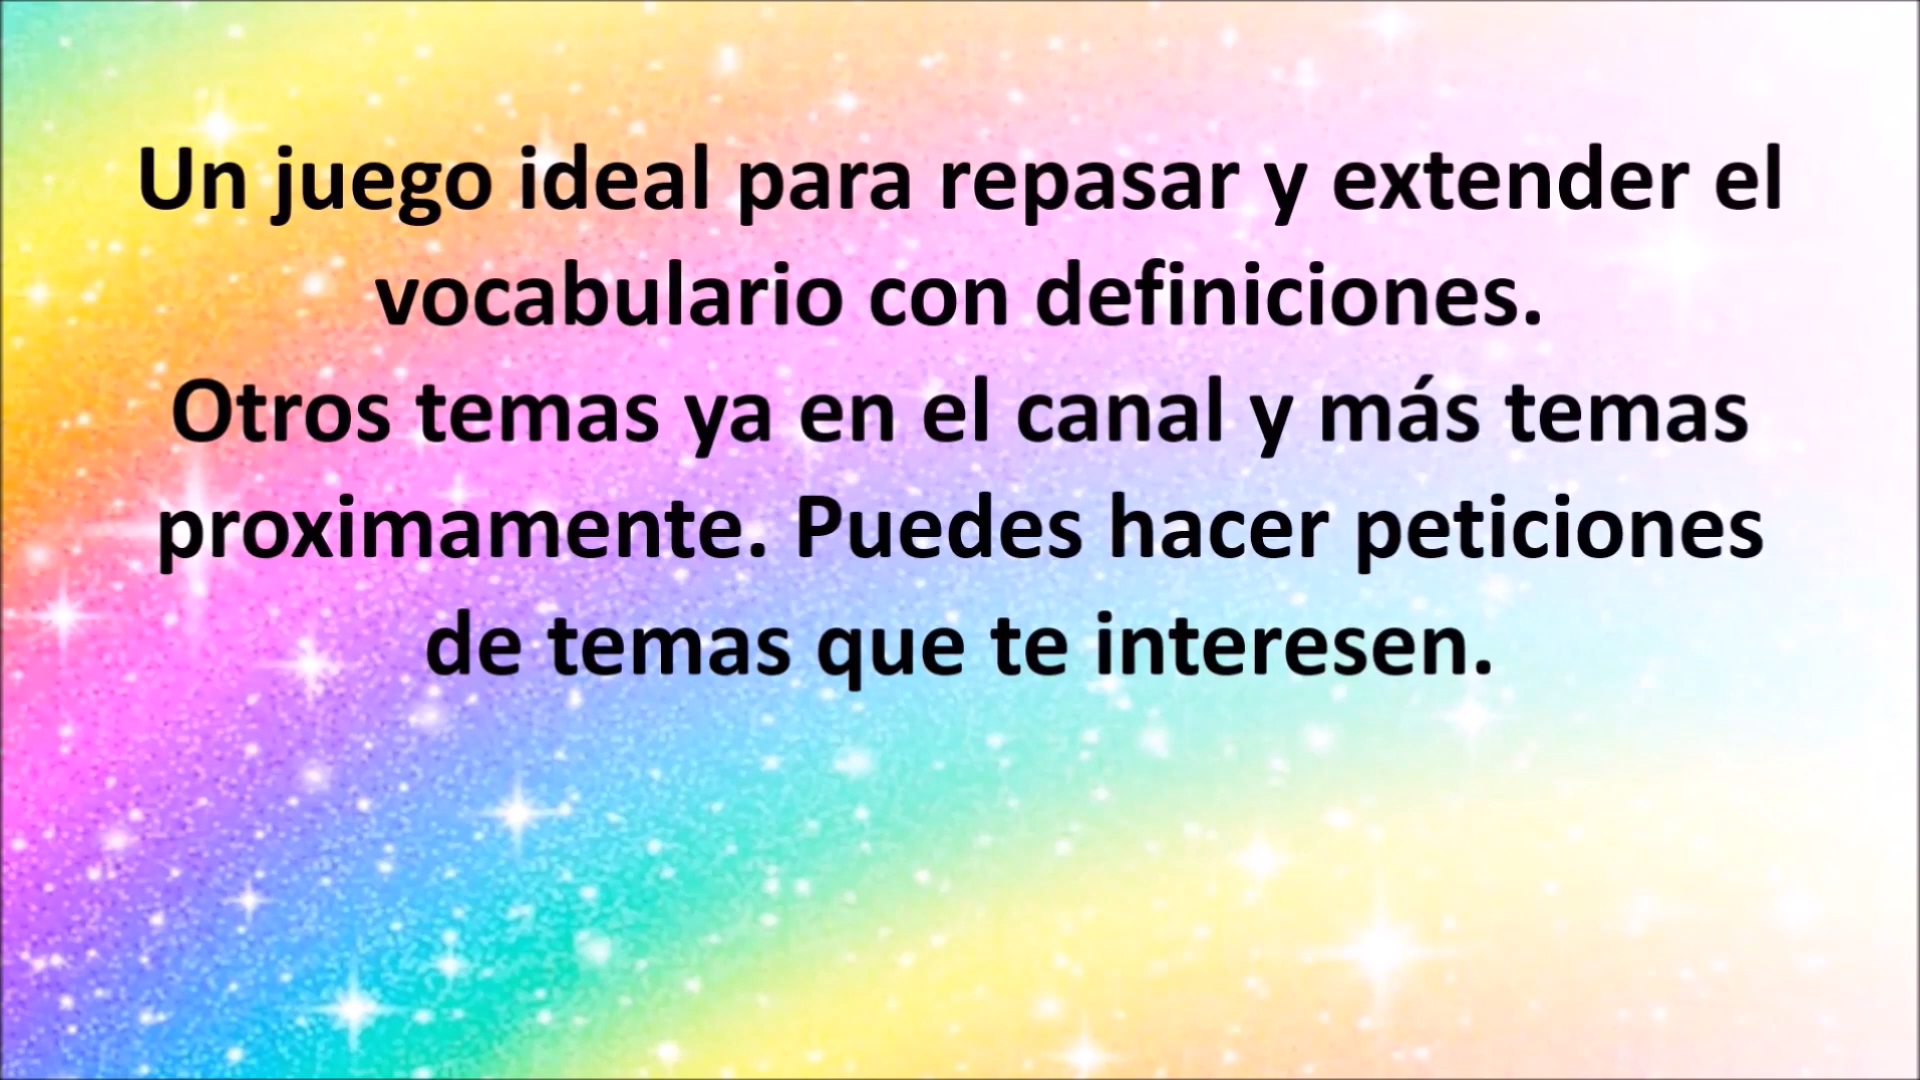 Un juego ideal para repasar y extender el
vocabulario con definiciones.
Otros temas ya en el canal y más temas
proximamente. Puedes hacer peticiones
de temas que te interesen.